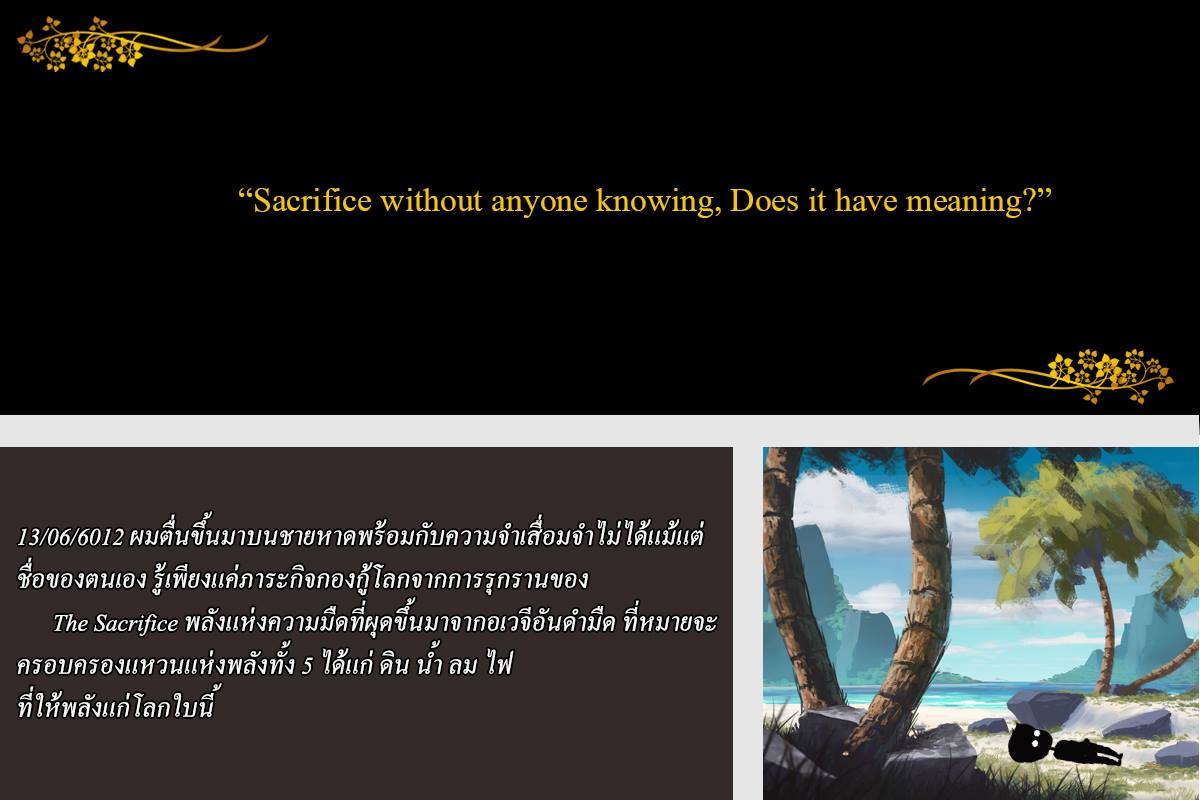 “Sacrifice without anyone knowing, Does it have meaning?”
13/06/6012 ผมตื่นขึ้นมาบนชายหาดพร้อมกับความจำเสื่อมจำไม่ได้แม้แต่
ชื่อของตนเอง รู้เพียงแค่ภาระกิจกองกู้โลกจากการรุกรานของ
The Sacrifice พลังแห่งความมืดที่ผุดขึ้นมาจากอเวจีอันดำมืด ที่หมายจะ
ครอบครองแหวนแห่งพลังทั้ง 5 ได้แก่ ดิน น้ำ ลม ไฟ
ที่ให้พลังแก่โลกใบนี้